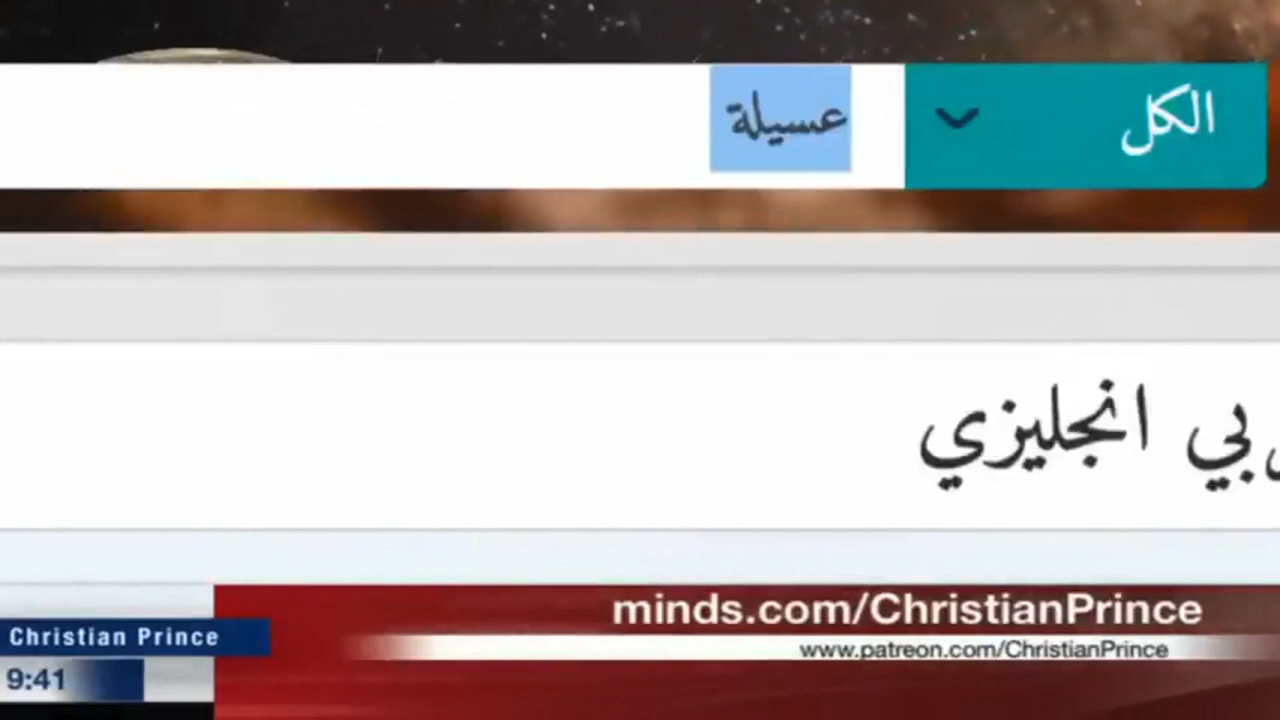 الكل عسيلة
بي انجليزي
minds.com/ChristianPrince
www.patreon.com/ChristianPrince
Christian Prince
9:41